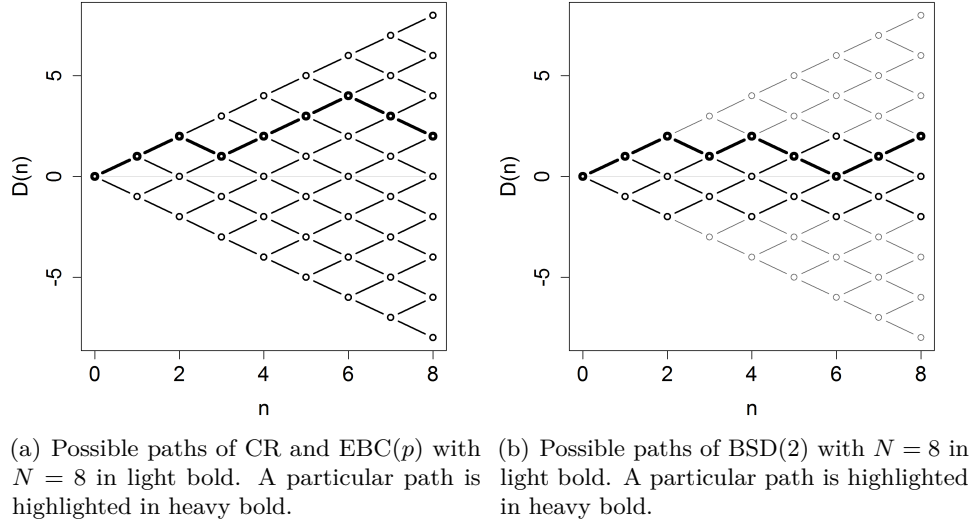 5
0
-5
D(n)
0 2 4 6 8
n
5
0
-5
D(n)
0 2 4 6 8
n
(a) Possible paths of CR and EBC(p) with
N = 8 in light bold. A particular path is
highlighted in heavy bold.
(b) Possible paths of BSD(2) with N = 8 in
light bold. A particular path is highlighted
in heavy bold.